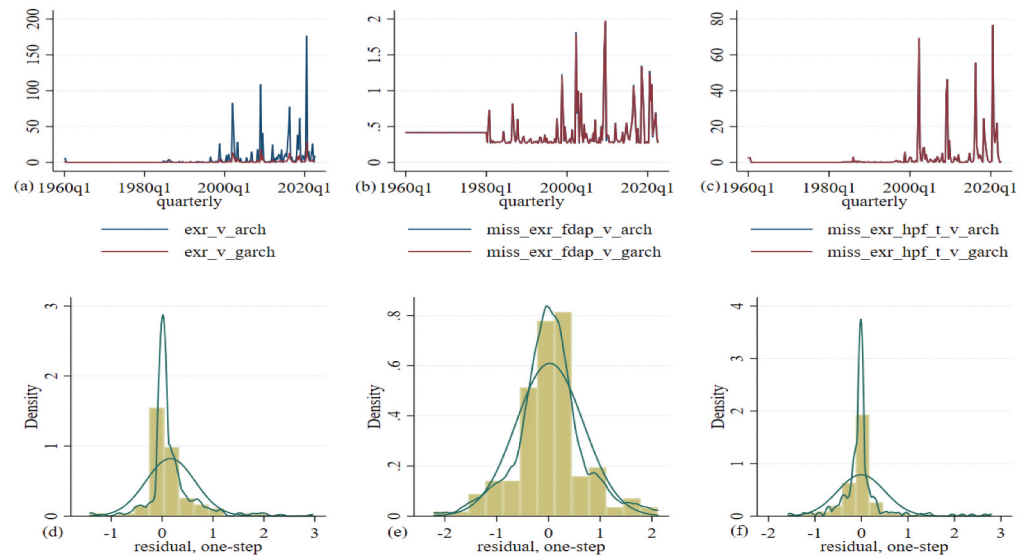 200
150
100
50
0
(a) 1960q1 1980q1 2000q1 2020q1
quarterly
exr_v_arch
exr_v_garch
2
1.5
1
.5
0
(b) 1960q1 1980q1 2000q1 2020q1
quarterly
miss_exr_fdap_v_arch
miss_exr_fdap_v_garch
80
60
40
20
0
(c) 1960q1 1980q1 2000q1 2020q1
quarterly
miss_exr_hpf_t_v_arch
miss_exr_hpf_t_v_garch
Density
3
2
1
0
(d) -1 0 1 2 3
residual, one-step
Density
.8
.6
.4
.2
0
(e) -2 -1 0 1 2
residual, one-step
Density
4
3
2
1
0
(f) -2 -1 0 1 2 3
residual, one-step